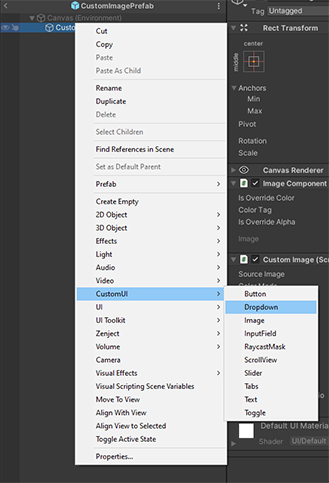 CustomImagePrefab
Canvas (Environment)
Tag Untagged
Rect Transform
center
middle
Anchors
Min
Max
Pivot
Rotation
Scale
Canvas Renderer
Image Component
Is Override Color
Color Tag
Is Override Alpha
Image
Custom Image (Scri
Source Image
Cut
Copy
Paste
Paste As Child
Rename
Duplicate
Delete
Select Children
Find References in Scene
Set as Default Parent
Prefab
Create Empty
2D Object
3D Object
Effects
Light
Audio
Video
CustomUI
UI
UI Toolkit
Zenject
Volume
Camera
Visual Effects
Visual Scripting Scene Variables
Move To View
Align With View
Align View to Selected
Toggle Active State
Properties...
Button
Dropdown
Image
InputField
RaycastMask
ScrollView
Slider
Tabs
Text
Toggle
Default UI Material
Shader UI/Default